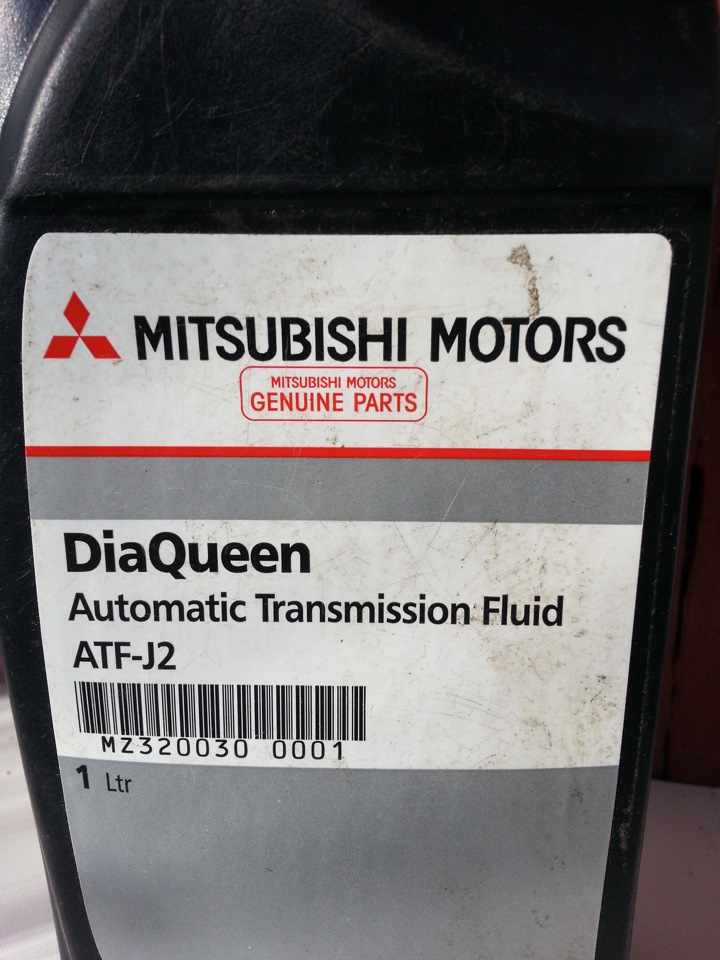 MITSUBISHI MOTORS
MITSUBISHI MOTORS
GENUINE PARTS
DiaQueen
Automatic Transmission Fluid
ATF-J2
MZ320030 0001
1 Ltr